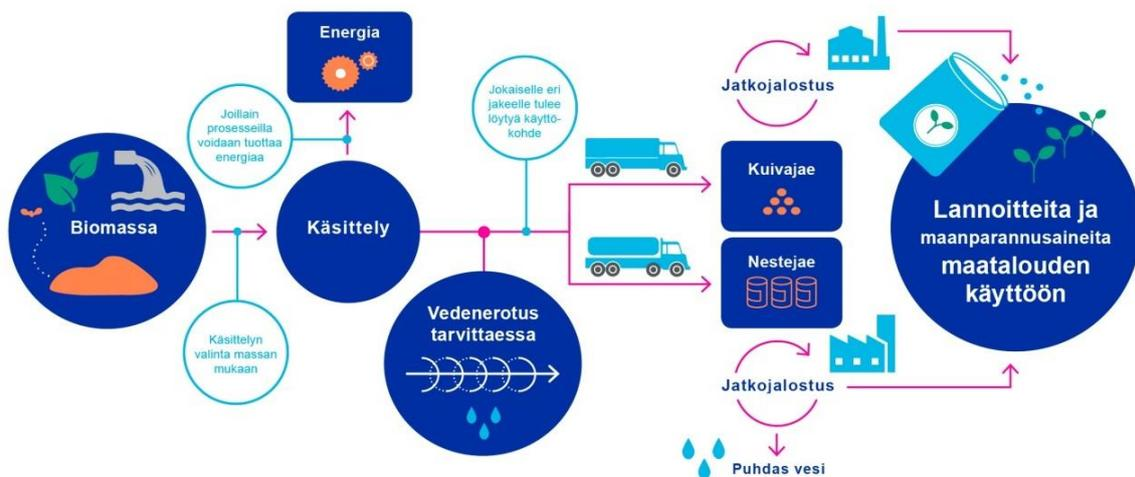 Energia
Joillain
prosesseilla
voidaan tuottaa
energiaa
Jokaiselle eri
jakeelle tulee
löytyä käyttö-
kohde
Biomassa
Käsittely
Käsittelyn
valinta massan
mukaan
Vedenerotus
tarvittaessa
Jatkojalostus
Kuivajae
Nestejae
Jatkojalostus
Puhdas vesi
Lannoitteita ja
maanparannusaineita
maatalouden
käyttöön